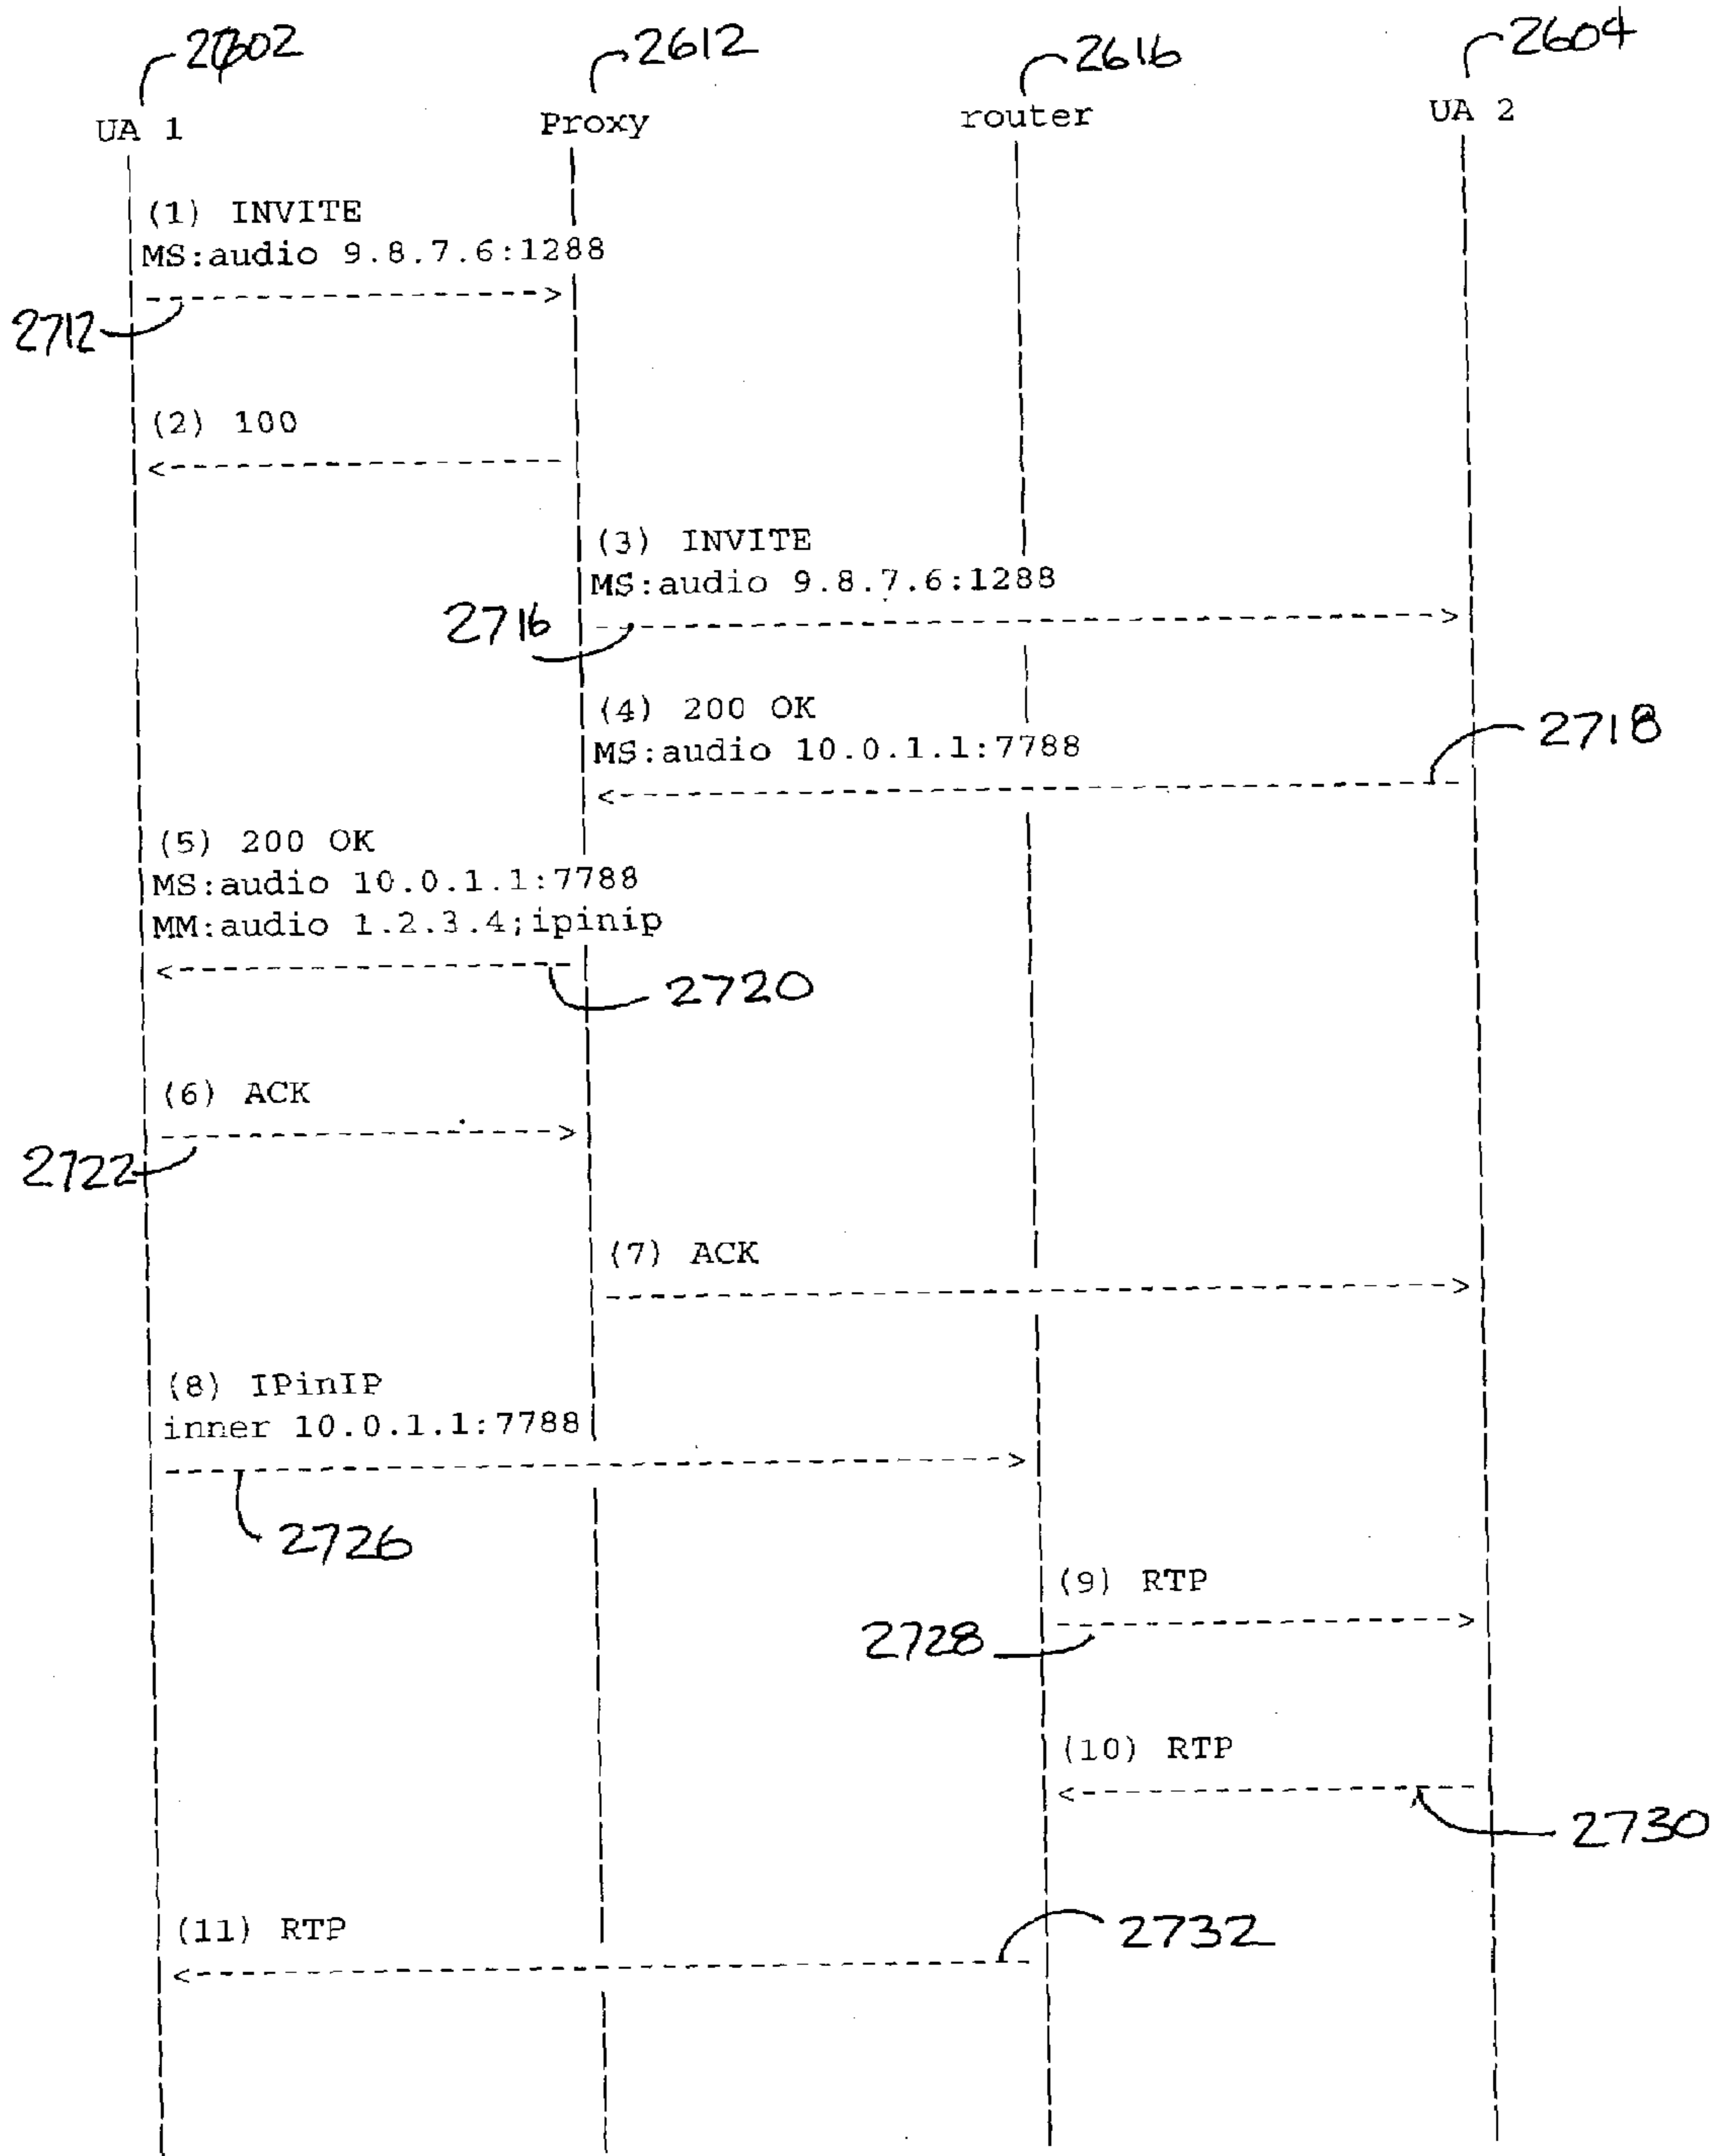 2602 2612 2616 2604
UA 1 Proxy router UA 2
(1) INVITE
MS:audio 9.8.7.6:1288
2712
(2) 100
(3) INVITE
MS:audio 9.8.7.6:1288
2716
(4) 200 OK
MS:audio 10.0.1.1:7788
2718
(5) 200 OK
MS:audio 10.0.1.1:7788
MM:audio 1.2.3.4;ipinip
2720
(6) ACK
2722
(7) ACK
(8) IPinIP
inner 10.0.1.1:7788
2726
(9) RTP
2728
(10) RTP
2730
(11) RTP
2732